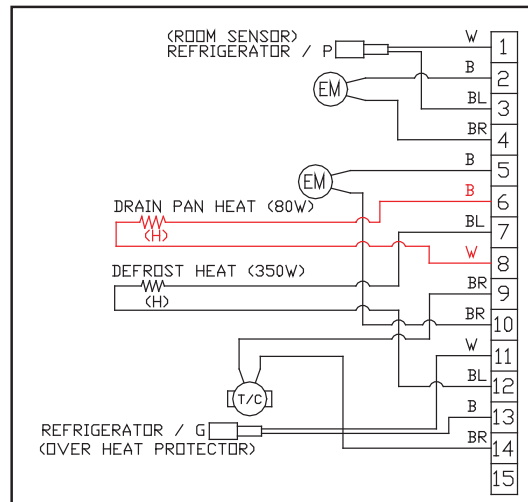 (ROOM SENSOR)
REFRIGERATOR / P
W
1
B
2
EM
BL
3
BR
4
B
5
EM
B
6
DRAIN PAN HEAT (80W)
(H)
BL
7
W
8
DEFROST HEAT (350W)
(H)
BR
9
BR
10
W
11
BL
12
T/C
B
13
REFRIGERATOR / G
(OVER HEAT PROTECTOR)
BR
14
15